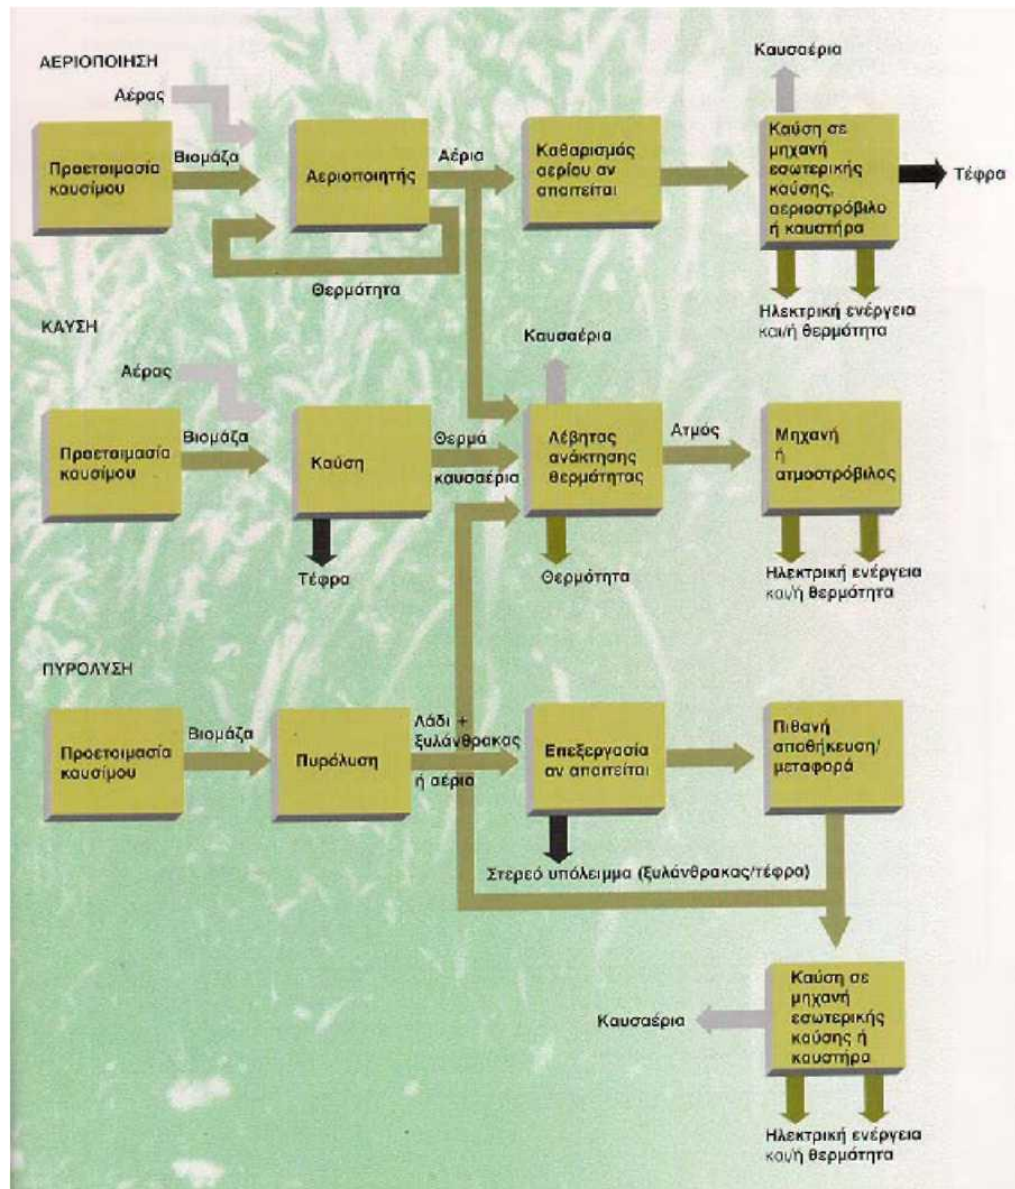 ΑΕΡΙΟΠΟΙΗΣΗ
Αέρας
Προετοιμασία
καυσίμου
Βιομάζα
Αεριοποιητής
Αέρια
Καθαρισμός
αερίου αν
απαιτείται
Καυσαέρια
Καύση σε
μηχανή
εσωτερικής
καύσης,
αεριοστρόβιλο
ή καυστήρα
Τέφρα
Θερμότητα
Ηλεκτρική ενέργεια
και/ή θερμότητα
ΚΑΥΣΗ
Αέρας
Προετοιμασία
καυσίμου
Βιομάζα
Καύση
Τέφρα
Θερμά
καυσαέρια
Καυσαέρια
Λέβητας
ανάκτησης
θερμότητας
Θερμότητα
Ατμός
Μηχανή
ή
ατμοστρόβιλος
Ηλεκτρική ενέργεια
και/ή θερμότητα
ΠΥΡΟΛΥΣΗ
Προετοιμασία
καυσίμου
Βιομάζα
Πυρόλυση
Λάδι +
ξυλάνθρακας
ή αέρια
Επεξεργασία
αν απαιτείται
Στερεό υπόλειμμα (ξυλάνθρακας/τέφρα)
Πιθανή
αποθήκευση/
μεταφορά
Καυσαέρια
Καύση σε
μηχανή
εσωτερικής
καύσης ή
καυστήρα
Ηλεκτρική ενέργεια
και/ή θερμότητα